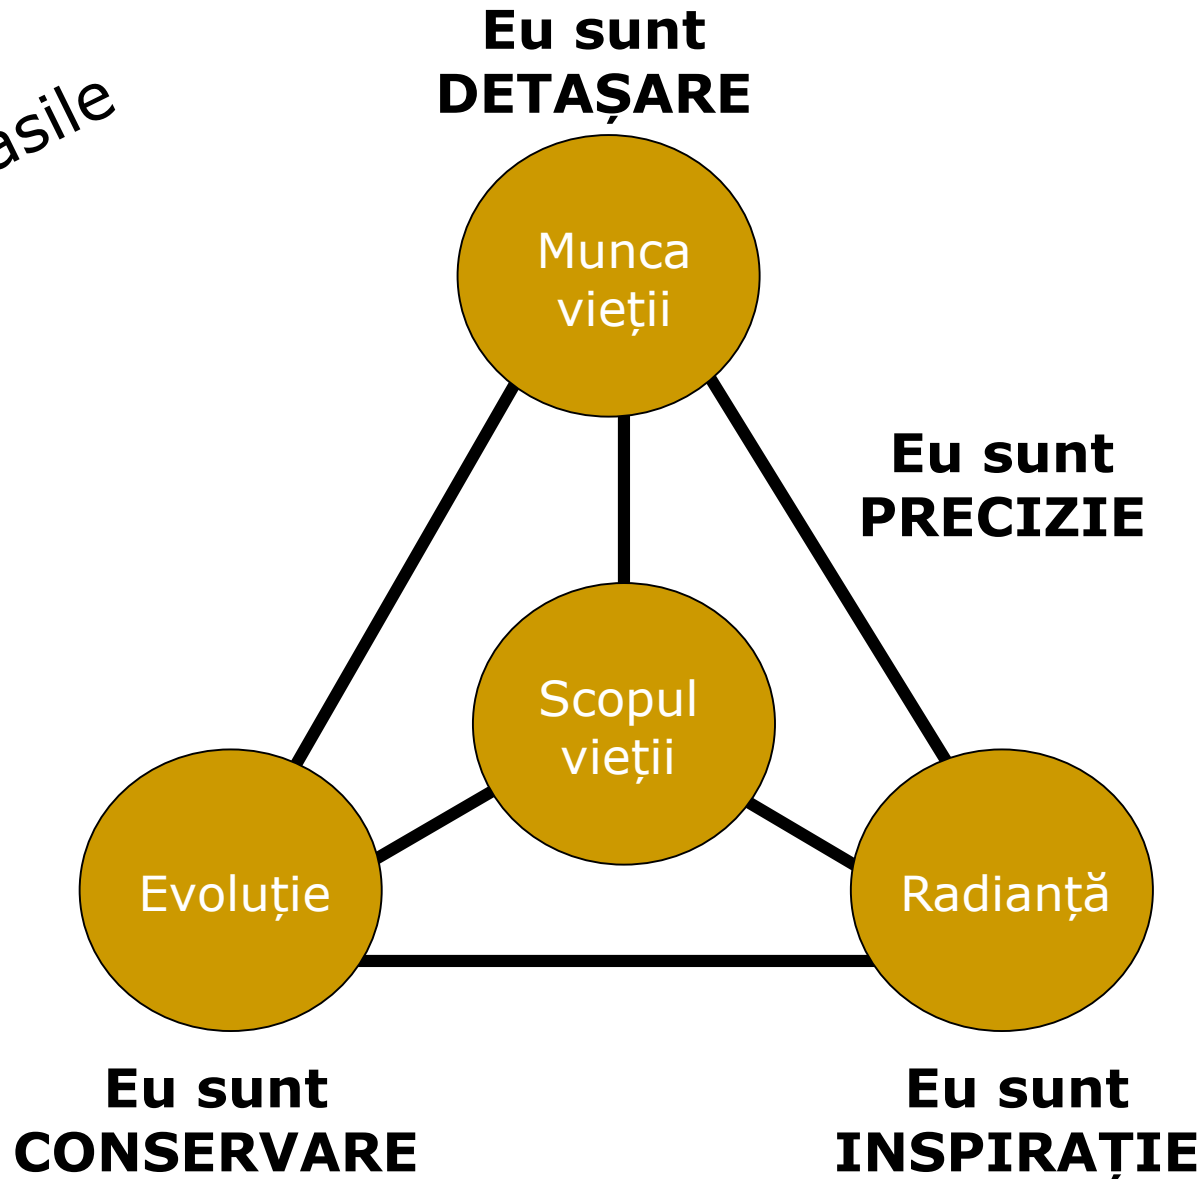 Eu sunt
DETAȘARE
asile
Munca
vieții
Eu sunt
PRECIZIE
Scopul
vieții
Evoluție
Radianță
Eu sunt
CONSERVARE
Eu sunt
INSPIRAȚIE